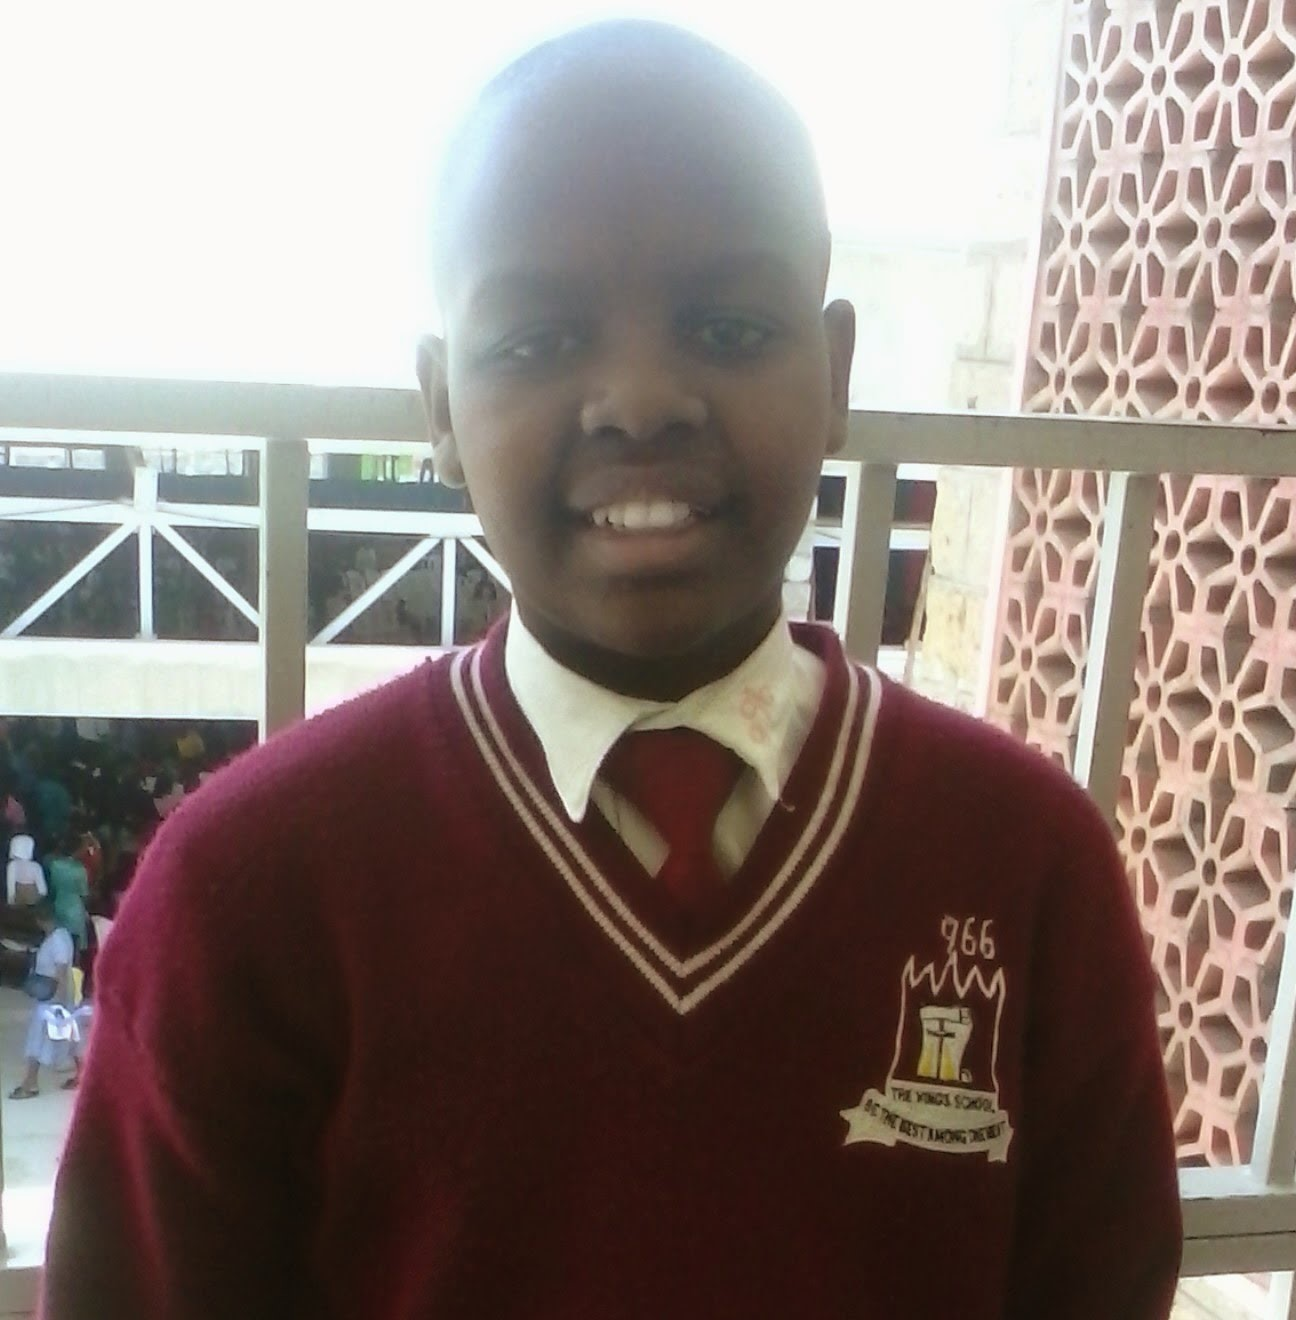 966
THE KINGS SCHOOL
BE THE BEST AMONG THE BEST